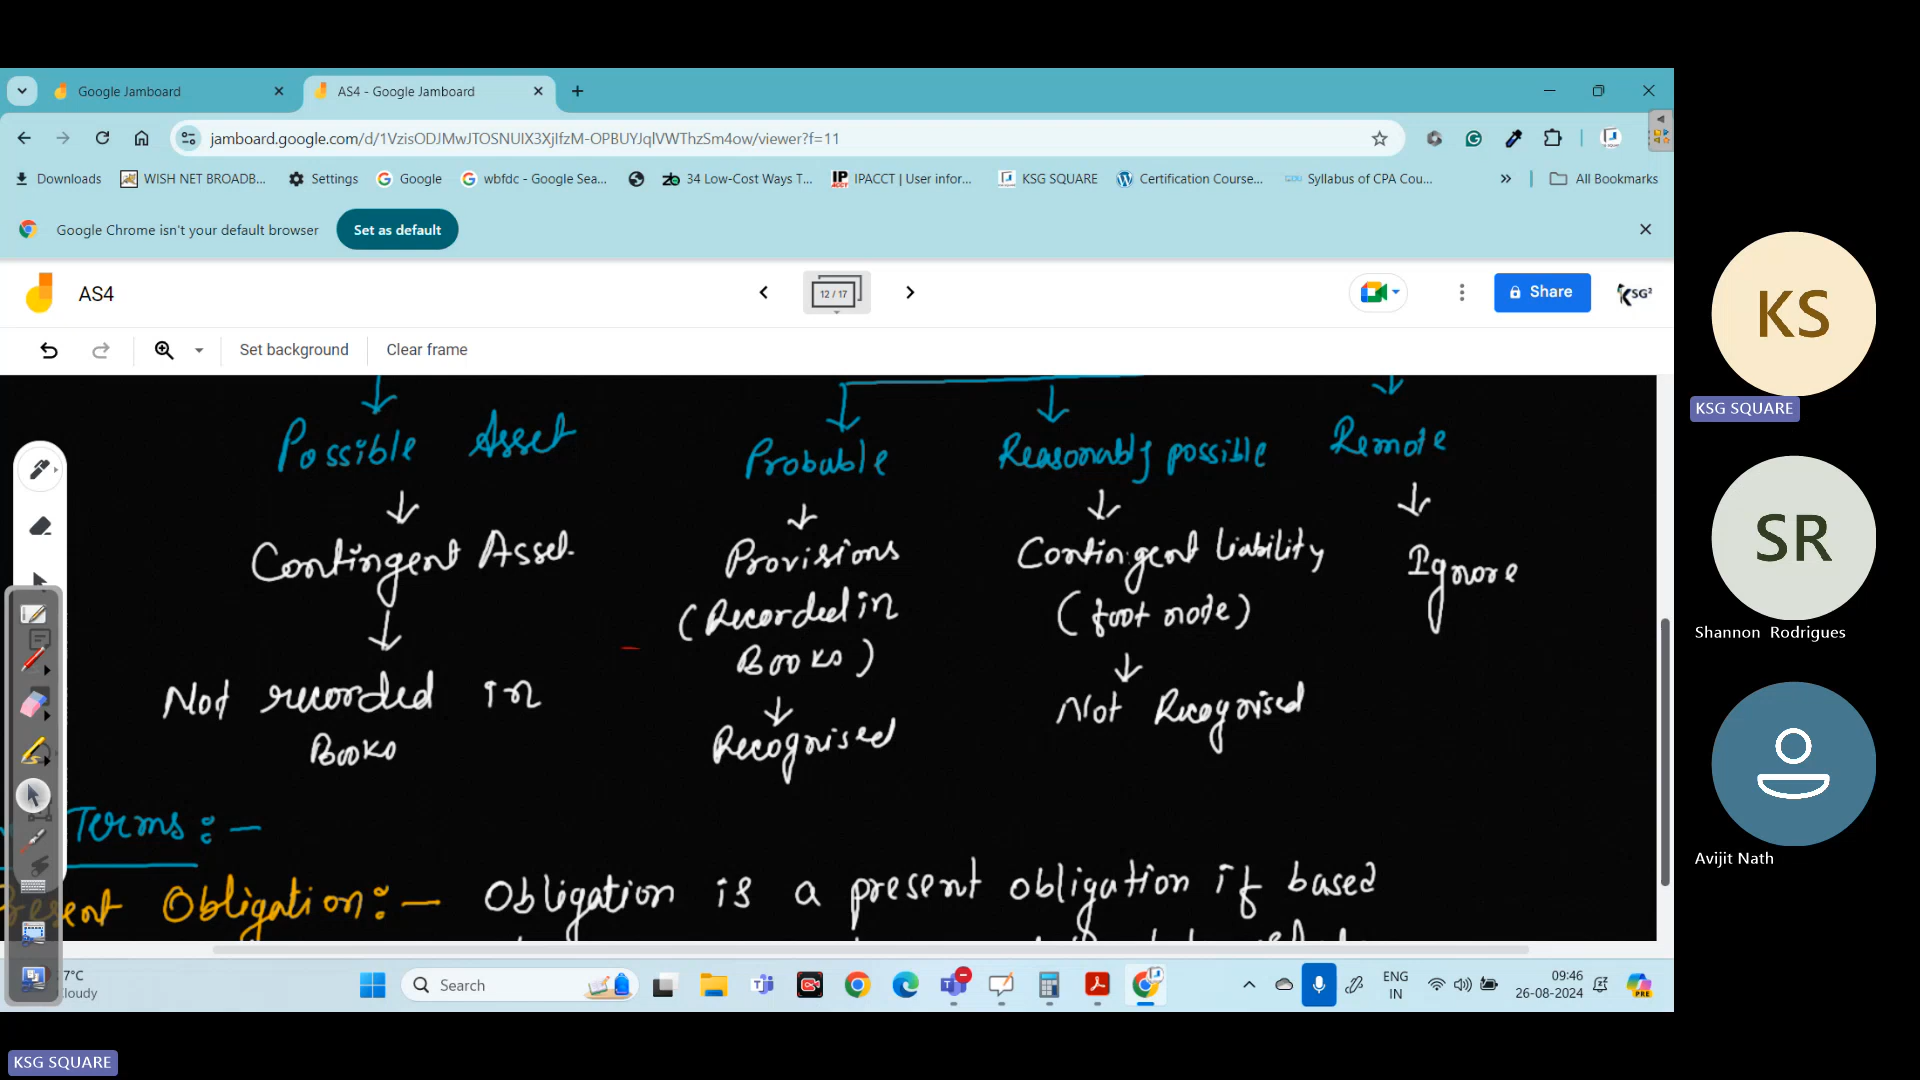 Google Jamboard
AS4 - Google Jamboard
jamboard.google.com/d/1VzisODJMwJTOSNUIX3XjlfzM-OPBUYJqlVWThzSm4ow/viewer?f=11
Downloads WISH NET BROADB... Settings Google wbfdc - Google Sea... 34 Low-Cost Ways T... IPACCT | User infor... KSG SQUARE Certification Course... Syllabus of CPA Cou... » All Bookmarks
Google Chrome isn't your default browser Set as default
AS4
12 / 17
Share
KSG²
Set background Clear frame
Possible Asset Probable Reasonably possible Remote
Contingent Asset Provisions Contingent liability Ignore
(Recorded in Books) (foot note)
Not recorded in Books Recognised Not Recognised
Terms:-
Obligation:- Obligation is a present obligation if based
7°C
Cloudy
Search
ENG
IN
09:46
26-08-2024
PRE
KS
KSG SQUARE
SR
Shannon Rodrigues
Avijit Nath
KSG SQUARE